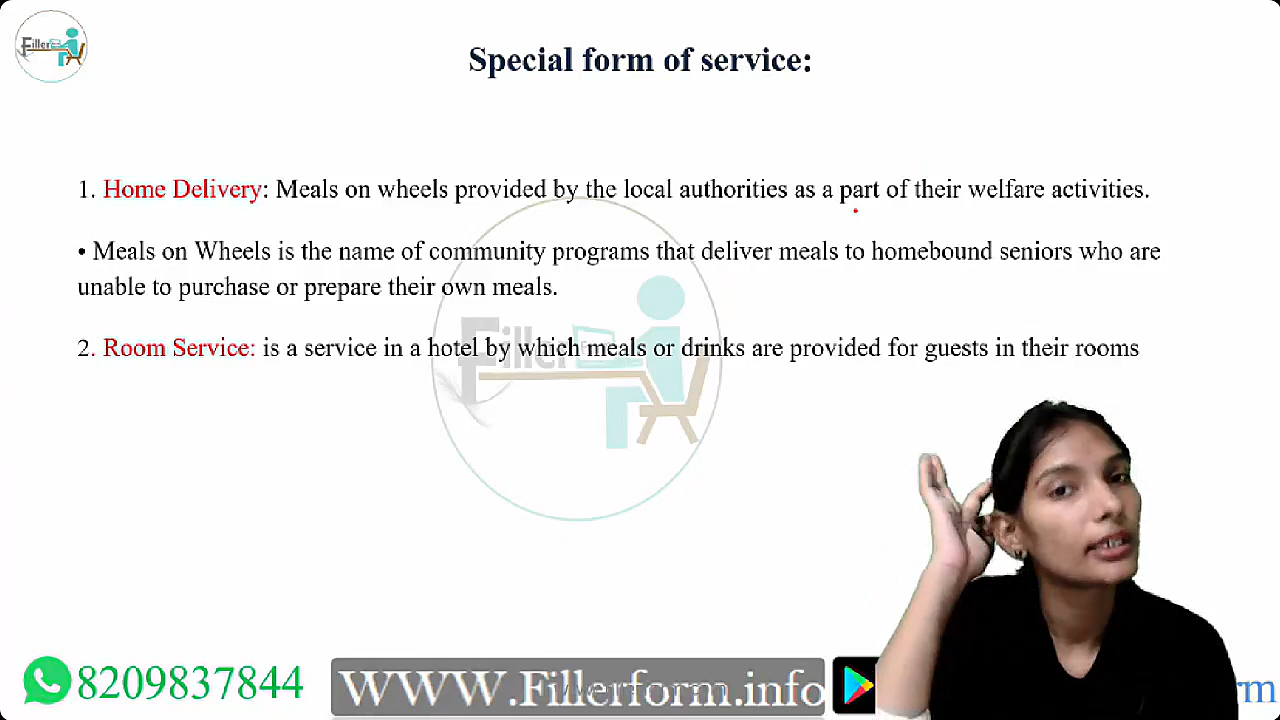 Filler
Special form of service:
1. Home Delivery: Meals on wheels provided by the local authorities as a part of their welfare activities.
• Meals on Wheels is the name of community programs that deliver meals to homebound seniors who are
unable to purchase or prepare their own meals.
2. Room Service: is a service in a hotel by which meals or drinks are provided for guests in their rooms
Filler
8209837844
WWW.Fillerform.info
rm